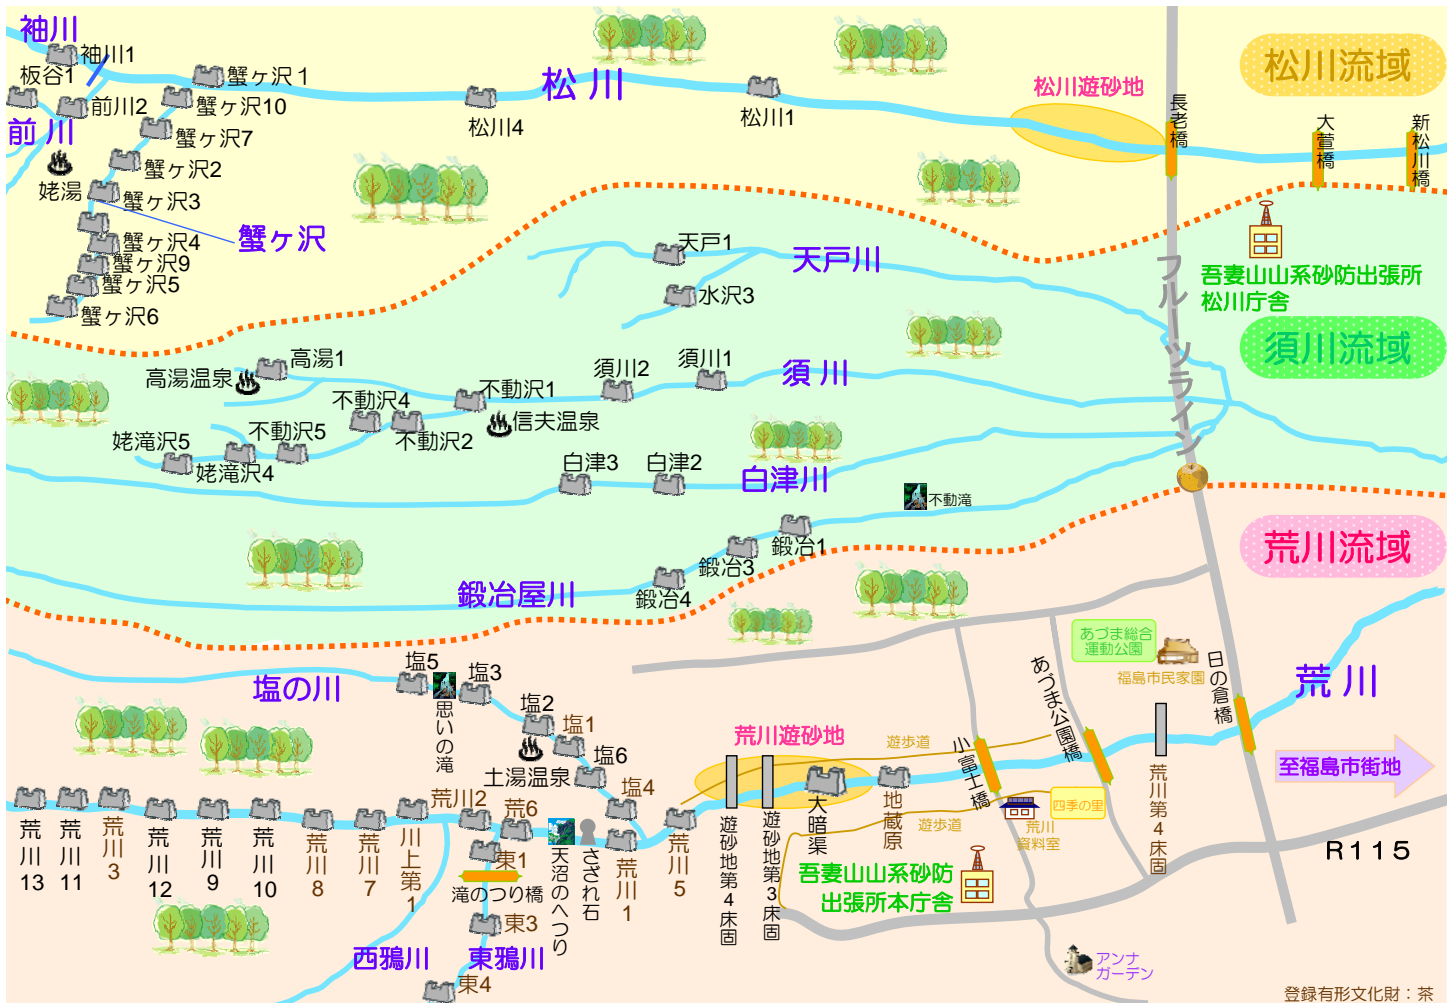 袖川
袖川1
板谷1
前川2
前川
姥湯
蟹ヶ沢1
蟹ヶ沢10
蟹ヶ沢7
蟹ヶ沢2
蟹ヶ沢3
蟹ヶ沢
蟹ヶ沢4
蟹ヶ沢9
蟹ヶ沢5
蟹ヶ沢6
松川4
松川
松川1
松川遊砂地
長老橋
大萱橋
新松川橋
松川流域
吾妻山山系砂防出張所
松川庁舎
フルーツライン
天戸1
天戸川
水沢3
須川流域
高湯1
高湯温泉
不動沢1
不動沢4
不動沢2
信夫温泉
須川2
須川1
須川
姥滝沢5
姥滝沢4
不動沢5
白津3
白津2
白津川
不動滝
鍛冶1
鍛冶3
鍛冶4
鍛冶屋川
荒川流域
塩の川
塩5
思いの滝
塩3
塩2
塩1
土湯温泉
塩6
塩4
荒川遊砂地
遊歩道
遊歩道
小富士橋
あづま公園橋
あづま総合
運動公園
福島市民家園
日の倉橋
荒川
至福島市街地
荒川13
荒川11
荒川3
荒川12
荒川9
荒川10
荒川8
荒川7
川上第1
荒川2
荒6
東1
滝のつり橋
東3
東4
西鴉川
東鴉川
天沼のへつり
さざれ石
荒川1
荒川5
遊砂地第4床固
遊砂地第3床固
大暗渠
地蔵原
四季の里
荒川
資料室
荒川第4床固
吾妻山山系砂防
出張所本庁舎
R115
アンナ
ガーデン
登録有形文化財：茶